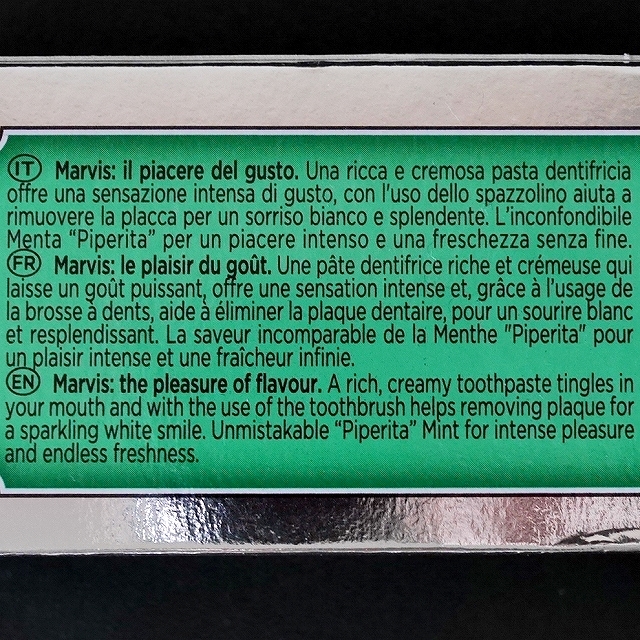 IT Marvis: il piacere del gusto. Una ricca e cremosa pasta dentifricia
offre una sensazione intensa di gusto, con l'uso dello spazzolino aiuta a
rimuovere la placca per un sorriso bianco e splendente. L'inconfondibile
Menta “Piperita” per un piacere intenso e una freschezza senza fine.
FR Marvis: le plaisir du goût. Une pâte dentifrice riche et crémeuse qui
laisse un goût puissant, offre une sensation intense et, grâce à l'usage de
la brosse à dents, aide à éliminer la plaque dentaire, pour un sourire blanc
et resplendissant. La saveur incomparable de la Menthe "Piperita" pour
un plaisir intense et une fraîcheur infinie.
EN Marvis: the pleasure of flavour. A rich, creamy toothpaste tingles in
your mouth and with the use of the toothbrush helps removing plaque for
a sparkling white smile. Unmistakable “Piperita” Mint for intense pleasure
and endless freshness.